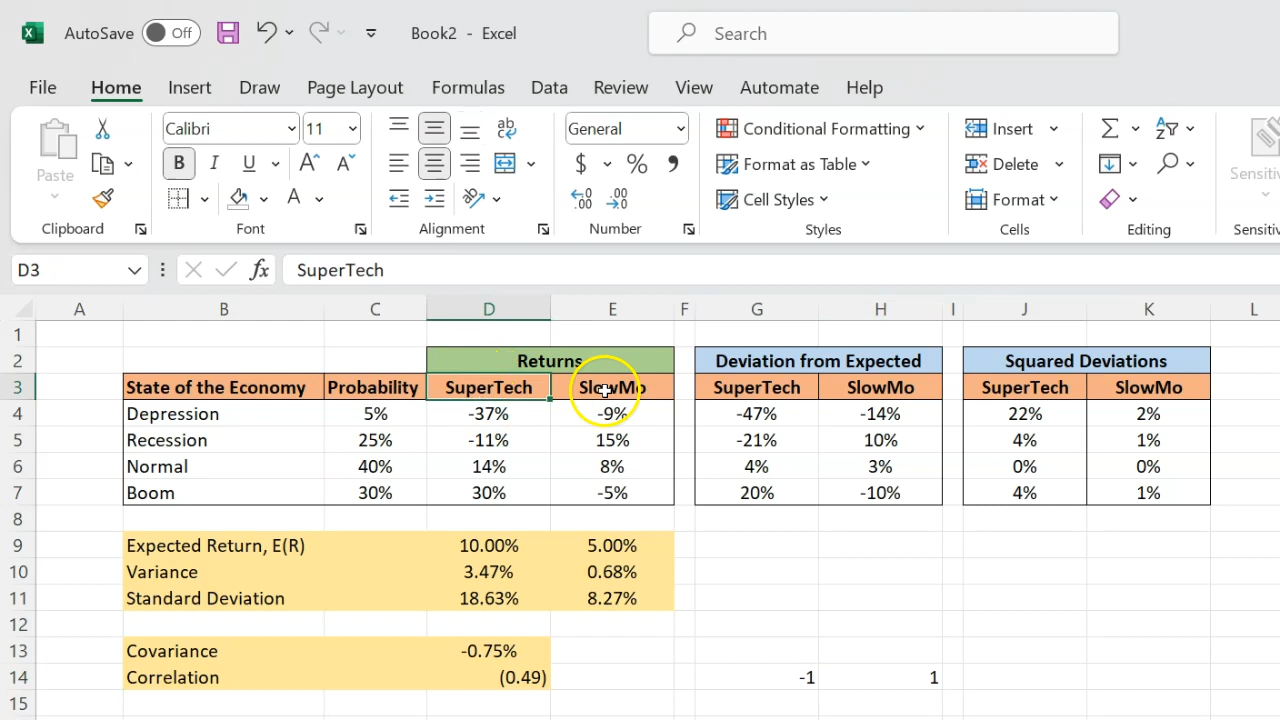 AutoSave Off Book2 - Excel Search
File Home Insert Draw Page Layout Formulas Data Review View Automate Help
Paste
Calibri 11
B I U A A A
ab
General
$ % 9
.00
.00
Conditional Formatting
Format as Table
Cell Styles
Insert
Delete
Format
Clipboard Font Alignment Number Styles Cells Editing
D3 fx SuperTech
A B C D E F G H I J K L
1
2 Returns Deviation from Expected Squared Deviations
3 State of the Economy Probability SuperTech SlowMo SuperTech SlowMo SuperTech SlowMo
4 Depression 5% -37% -9% -47% -14% 22% 2%
5 Recession 25% -11% 15% -21% 10% 4% 1%
6 Normal 40% 14% 8% 4% 3% 0% 0%
7 Boom 30% 30% -5% 20% -10% 4% 1%
8
9 Expected Return, E(R) 10.00% 5.00%
10 Variance 3.47% 0.68%
11 Standard Deviation 18.63% 8.27%
12
13 Covariance -0.75%
14 Correlation (0.49) -1 1
15